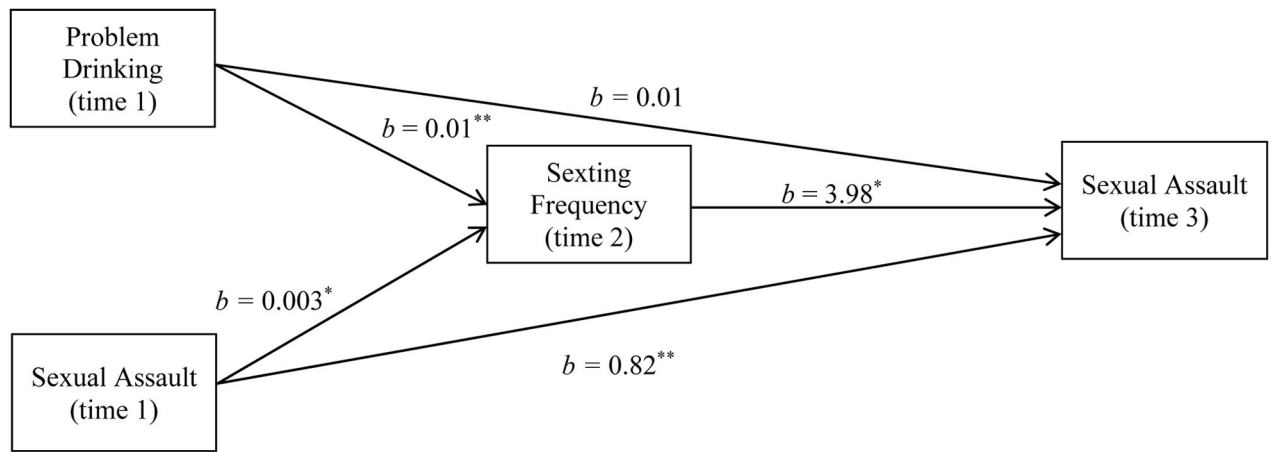 Problem
Drinking
(time 1)
b = 0.01
b = 0.01**
Sexting
Frequency
(time 2)
b = 3.98*
Sexual Assault
(time 3)
b = 0.003*
Sexual Assault
(time 1)
b = 0.82**